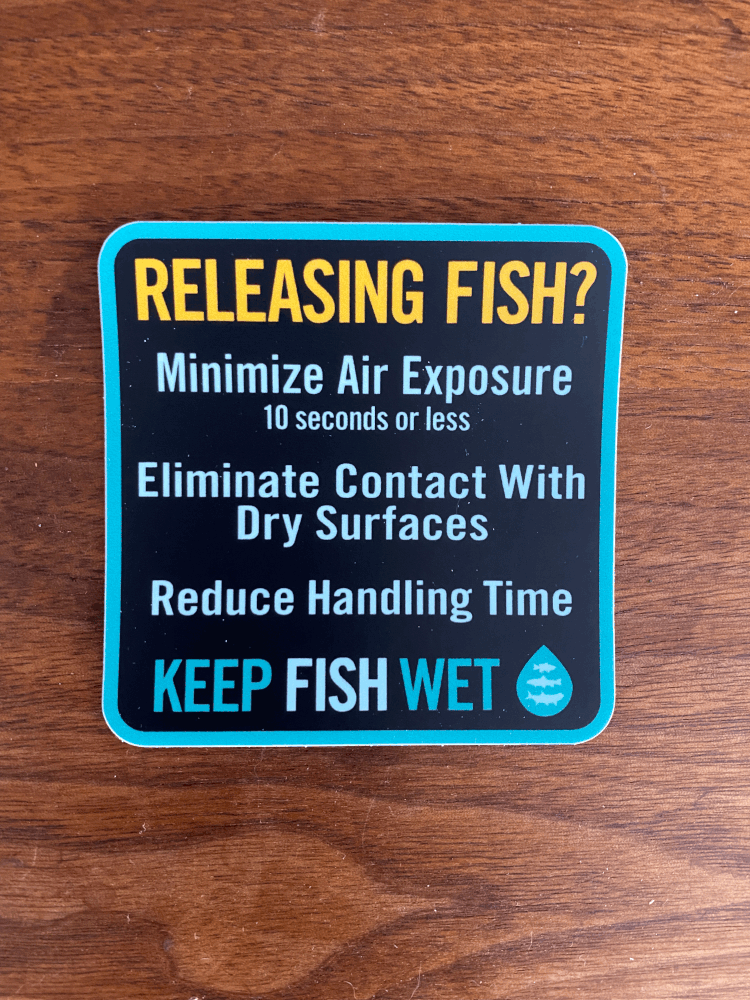 RELEASING FISH?
Minimize Air Exposure
10 seconds or less
Eliminate Contact With
Dry Surfaces
Reduce Handling Time
KEEP FISH WET